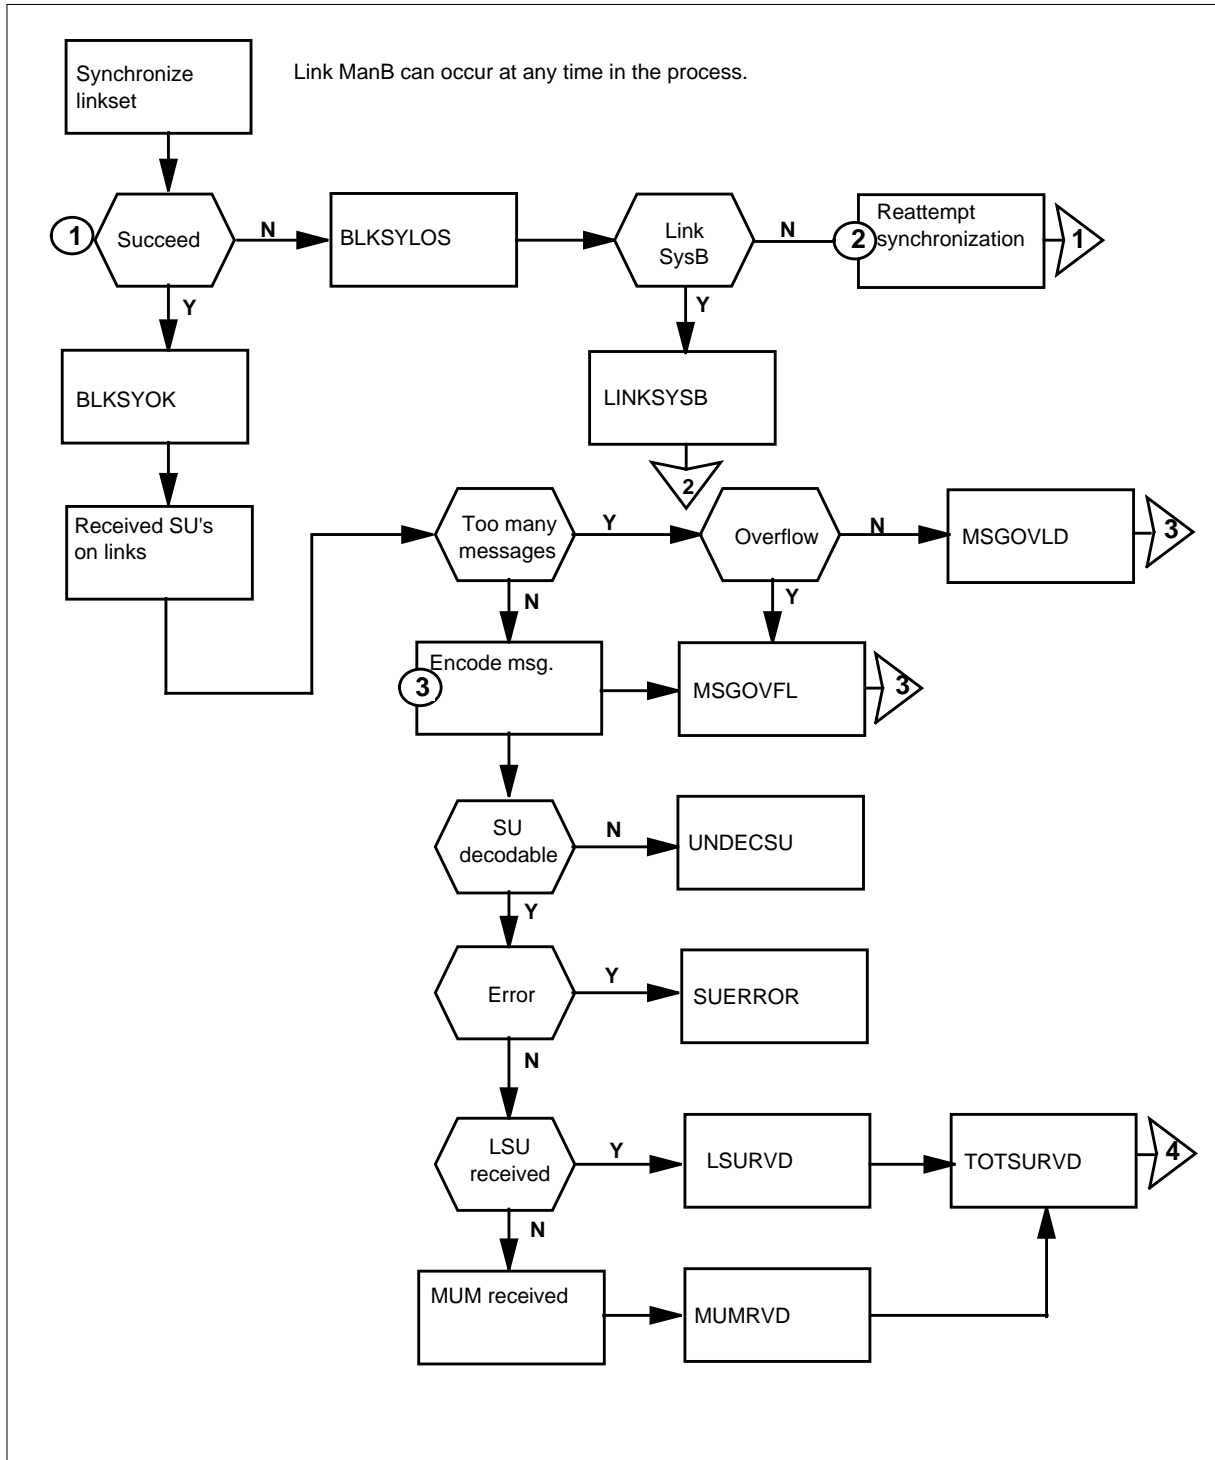 Synchronize
linkset
Link ManB can occur at any time in the process.
1
Succeed
N
BLKSYLOS
Link
SysB
N
2
Reattempt
synchronization
1
Y
Y
BLKSYOK
LINKSYSB
2
Received SU's
on links
Too many
messages
Y
Overflow
N
MSGOVLD
3
N
Y
3
Encode msg.
MSGOVFL
3
SU
decodable
N
UNDECSU
Y
Error
Y
SUERROR
N
LSU
received
Y
LSURVD
TOTSURVD
4
N
MUM received
MUMRVD